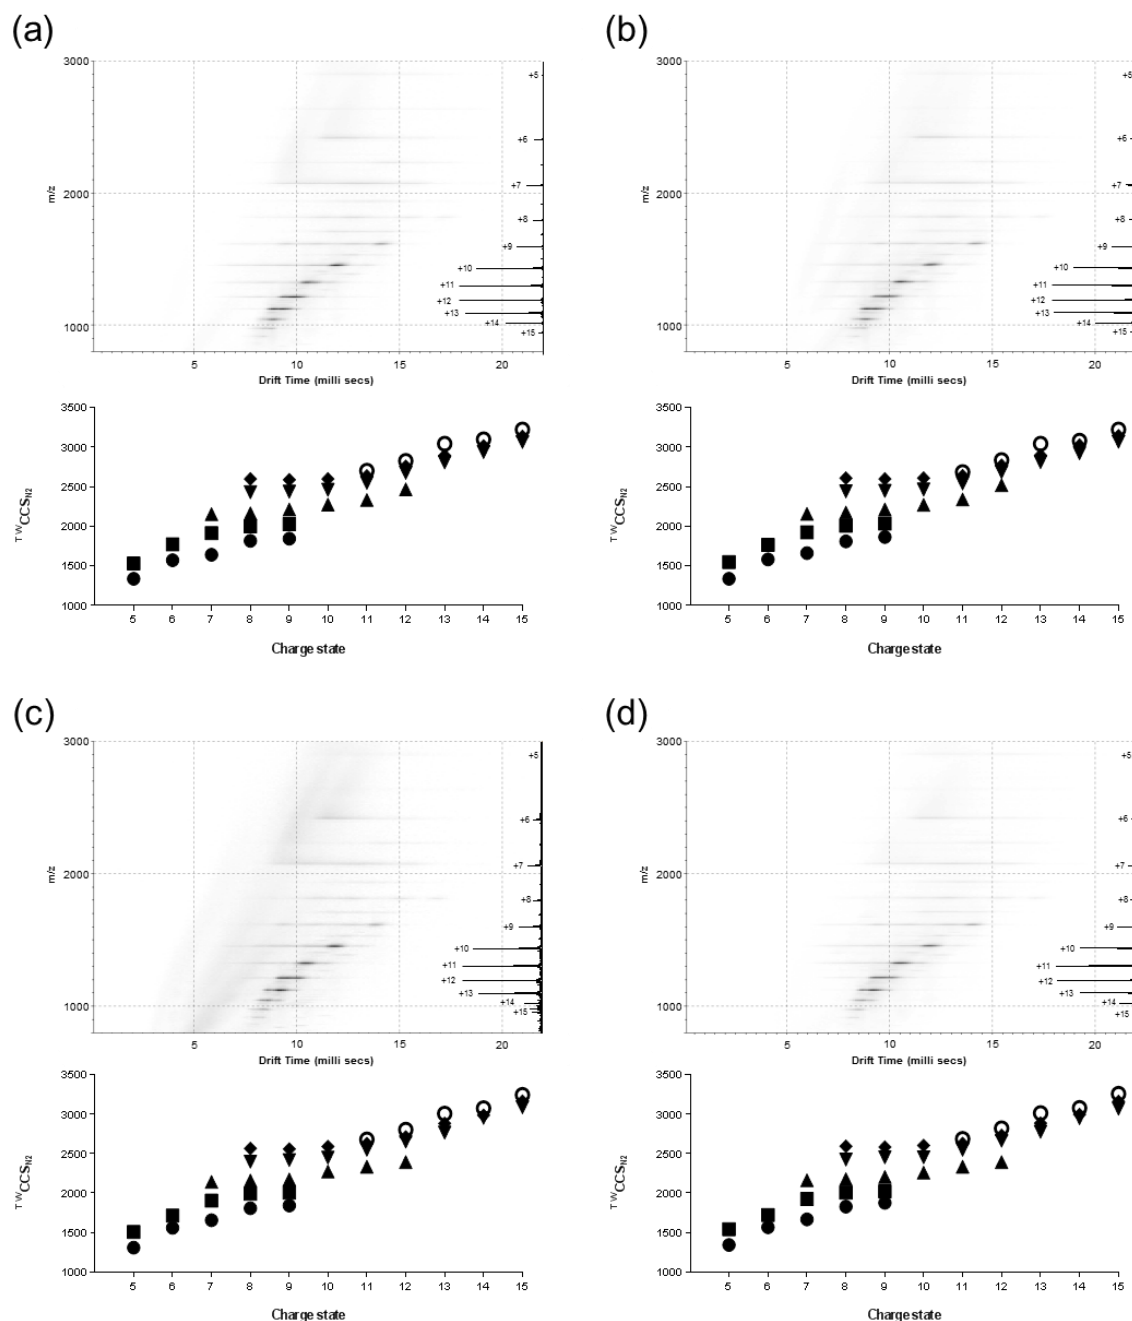 (a)
3000
2000
1000
m/z
+5
+6
+7
+8
+9
+10
+11
+12
+13
+14
+15
5 10 15 20
Drift Time (milli secs)
3500
3000
2500
2000
1500
1000
TWCCSN2
5 6 7 8 9 10 11 12 13 14 15
Charge state
(b)
3000
2000
1000
m/z
+5
+6
+7
+8
+9
+10
+11
+12
+13
+14
+15
5 10 15 20
Drift Time (milli secs)
3500
3000
2500
2000
1500
1000
TWCCSN2
5 6 7 8 9 10 11 12 13 14 15
Charge state
(c)
3000
2000
1000
m/z
+5
+6
+7
+8
+9
+10
+11
+12
+13
+14
+15
5 10 15 20
Drift Time (milli secs)
3500
3000
2500
2000
1500
1000
TWCCSN2
5 6 7 8 9 10 11 12 13 14 15
Charge state
(d)
3000
2000
1000
m/z
+5
+6
+7
+8
+9
+10
+11
+12
+13
+14
+15
5 10 15 20
Drift Time (milli secs)
3500
3000
2500
2000
1500
1000
TWCCSN2
5 6 7 8 9 10 11 12 13 14 15
Charge state